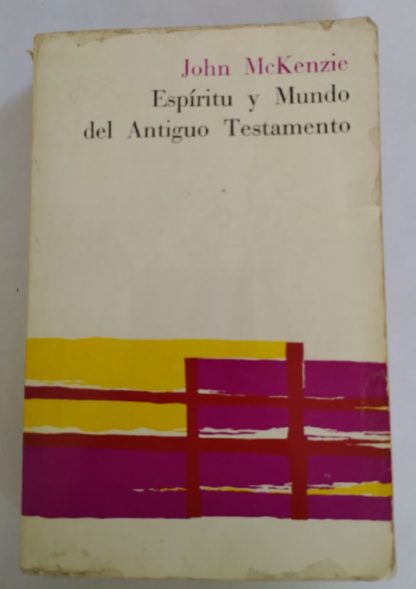 John McKenzie
Espíritu y Mundo
del Antiguo Testamento